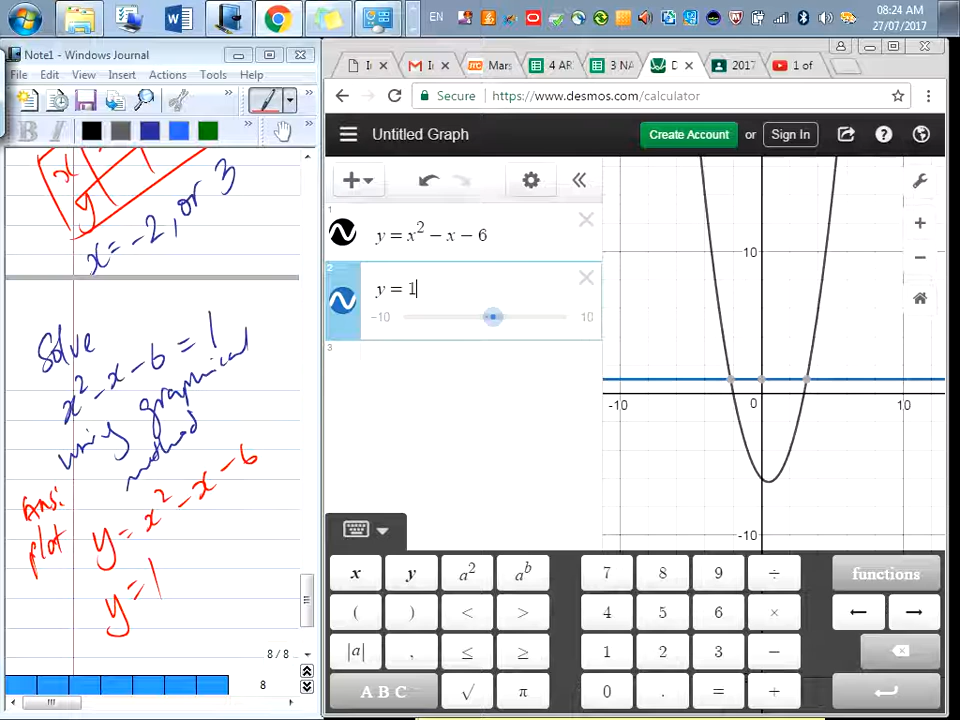 EN
08:24 AM
27/07/2017
Note1 - Windows Journal
File Edit View Insert Actions Tools Help
B I
x
y
x = -2, or 3
Solve
x² - x - 6 = 1
using graphical
method
Ans:
plot y = x² - x - 6
y = 1
8 / 8
8
Mars
4 AR
3 NA
D
2017
1 of
Secure https://www.desmos.com/calculator
Untitled Graph
Create Account or Sign In
1
y = x² − x − 6
2
y = 1
-10 10
3
10
-10 0 10
-10
x y a² aᵇ 7 8 9 ÷ functions
( ) < > 4 5 6 ×
|a| , ≤ ≥ 1 2 3 −
A B C √ π 0 . = +